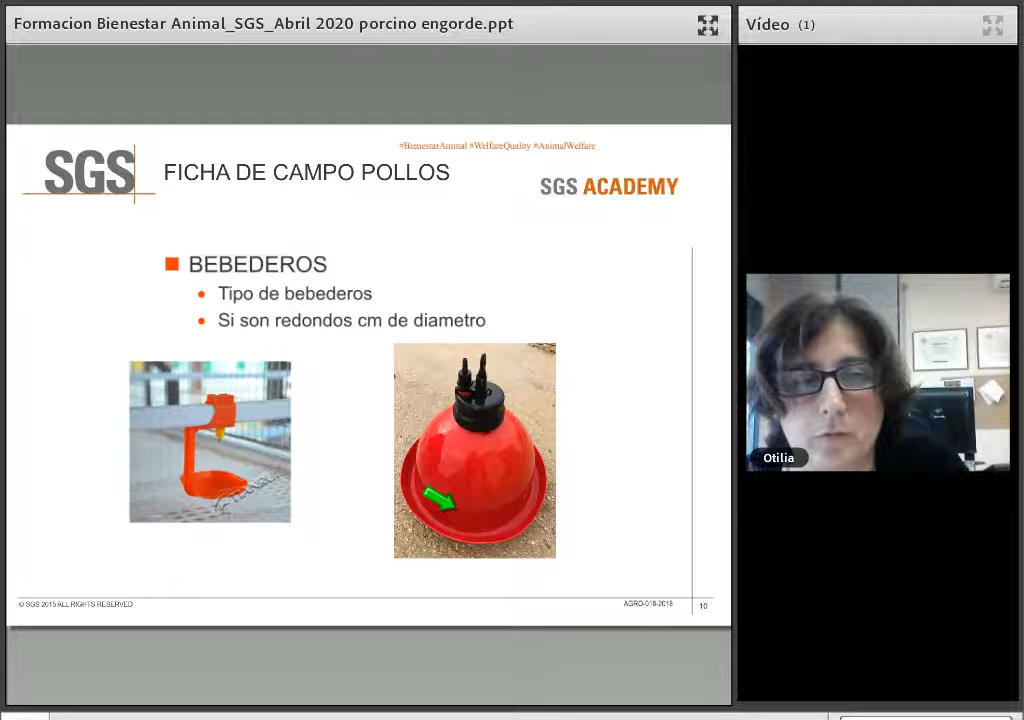 Formacion Bienestar Animal_SGS_Abril 2020 porcino engorde.ppt
Vídeo (1)
#BienestarAnimal #WelfareQuality #AnimalWelfare
SGS
FICHA DE CAMPO POLLOS
SGS ACADEMY
BEBEDEROS
Tipo de bebederos
Si son redondos cm de diametro
Otilia
© SGS 2015 ALL RIGHTS RESERVED
AGRO-018-2018
10